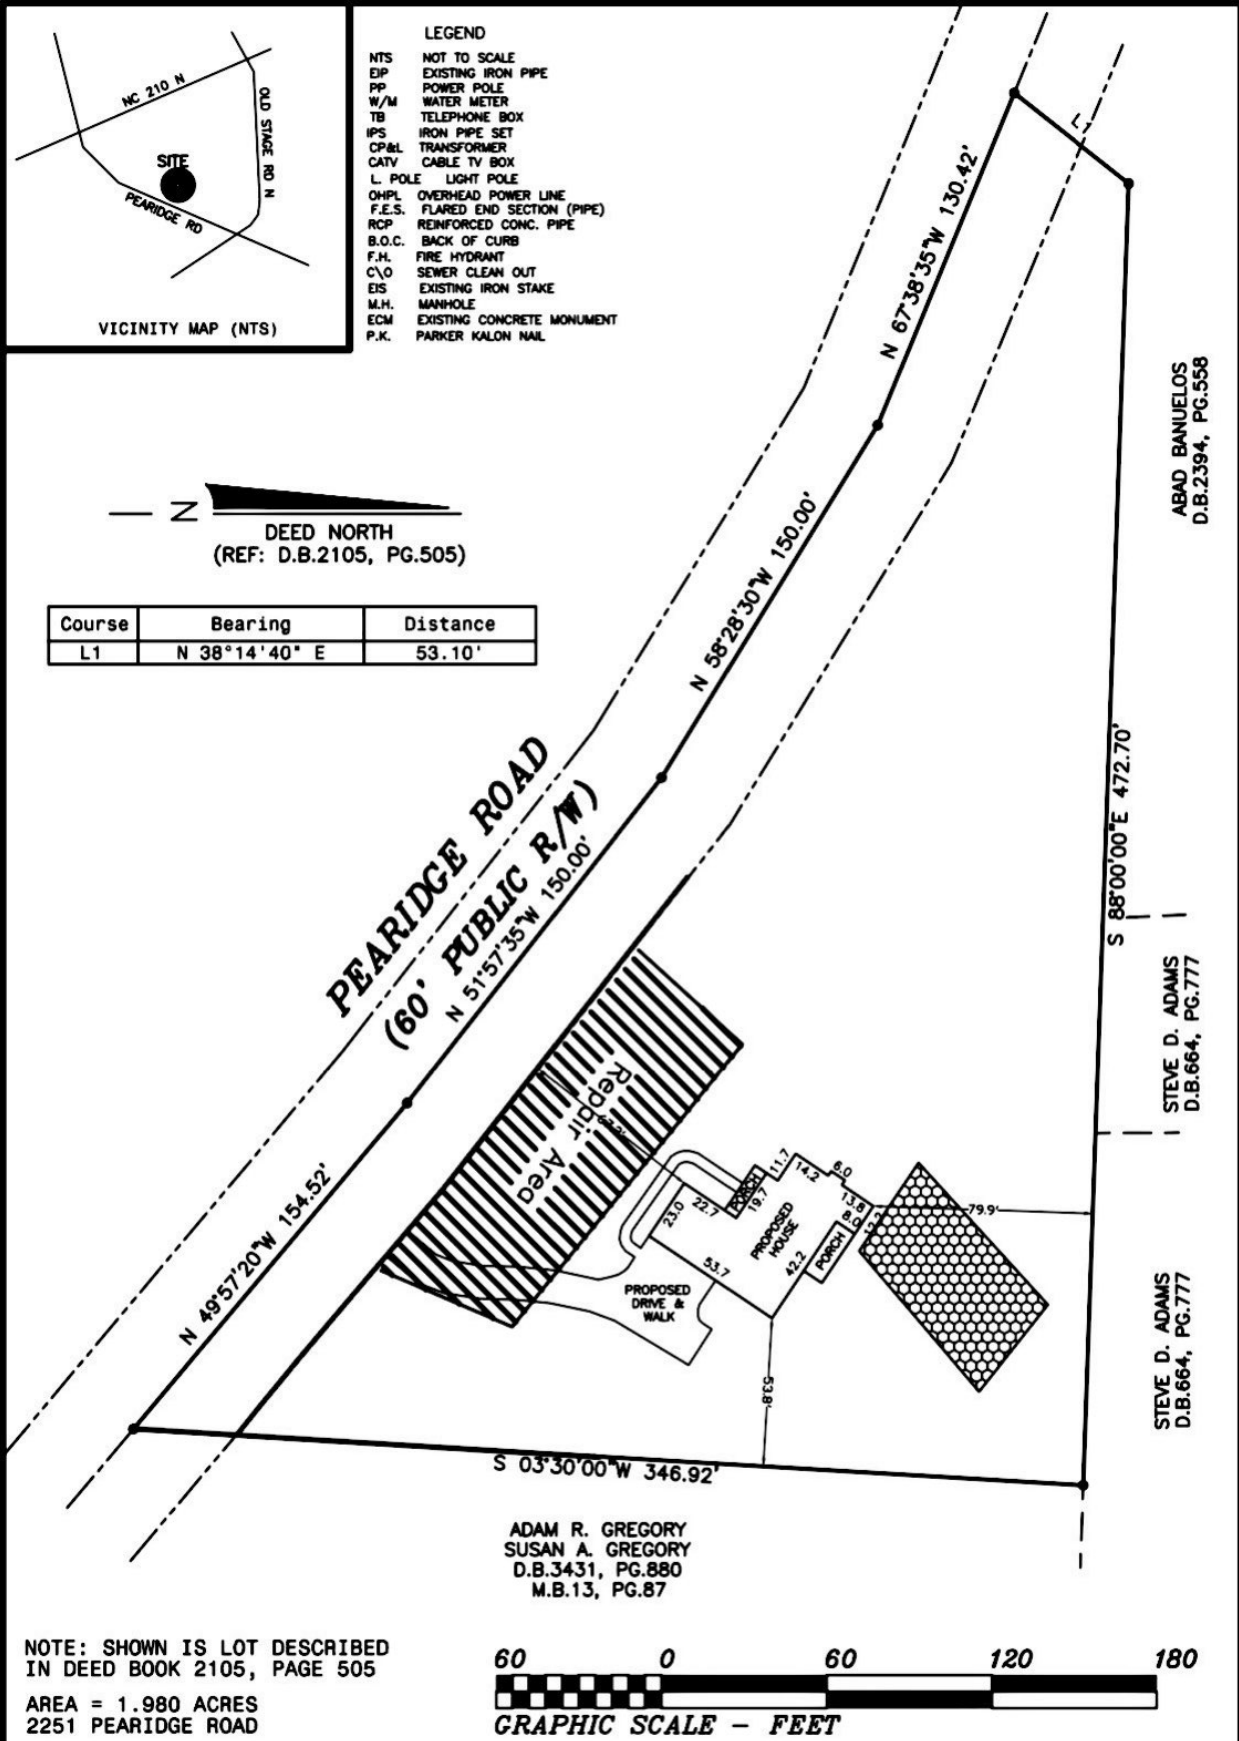 NC 210 N
OLD STAGE RD N
SITE
PEARIDGE RD
VICINITY MAP (NTS)
LEGEND
NTS NOT TO SCALE
EIP EXISTING IRON PIPE
PP POWER POLE
W/M WATER METER
TB TELEPHONE BOX
IPS IRON PIPE SET
CP&L TRANSFORMER
CATV CABLE TV BOX
L. POLE LIGHT POLE
OHPL OVERHEAD POWER LINE
F.E.S. FLARED END SECTION (PIPE)
RCP REINFORCED CONC. PIPE
B.O.C. BACK OF CURB
F.H. FIRE HYDRANT
C\O SEWER CLEAN OUT
EIS EXISTING IRON STAKE
M.H. MANHOLE
ECM EXISTING CONCRETE MONUMENT
P.K. PARKER KALON NAIL
L1
N 67°38'35"W 130.42'
ABAD BANUELOS
D.B.2394, PG.558
N
DEED NORTH
(REF: D.B.2105, PG.505)
Course Bearing Distance
L1 N 38°14'40" E 53.10'
N 58°28'30"W 150.00'
PEARIDGE ROAD
(60' PUBLIC R/W)
N 51°57'35"W 150.00'
S 88°00'00"E 472.70'
STEVE D. ADAMS
D.B.664, PG.777
Repair Area
N 49°57'20"W 154.52'
11.7
14.2
6.0
PORCH
19.7
22.7
23.0
13.8
8.0
79.9'
PROPOSED
HOUSE
PORCH
42.2
53.7
PROPOSED
DRIVE &
WALK
53.8'
STEVE D. ADAMS
D.B.664, PG.777
S 03°30'00"W 346.92'
ADAM R. GREGORY
SUSAN A. GREGORY
D.B.3431, PG.880
M.B.13, PG.87
NOTE: SHOWN IS LOT DESCRIBED
IN DEED BOOK 2105, PAGE 505
AREA = 1.980 ACRES
2251 PEARIDGE ROAD
60 0 60 120 180
GRAPHIC SCALE - FEET